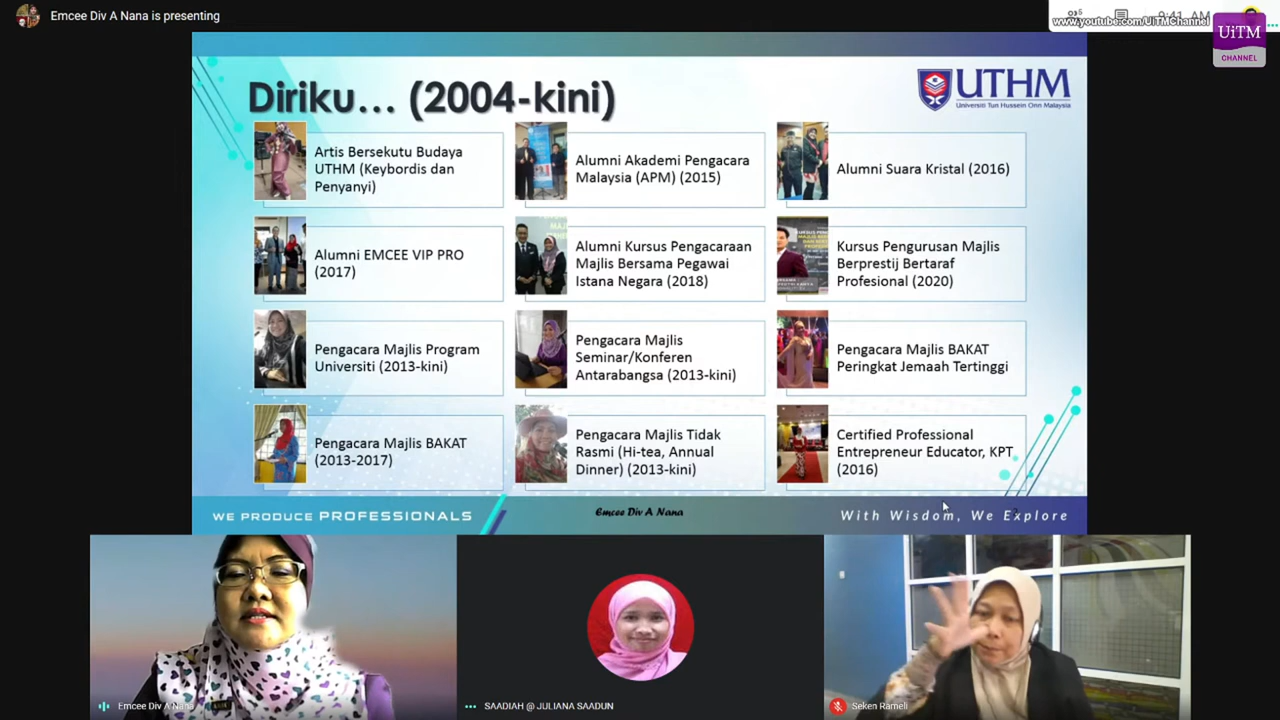 Emcee Div A Nana is presenting
9:41 AM
www.youtube.com/UiTMChannel
UiTM
CHANNEL
Diriku... (2004-kini)
UTHM
Universiti Tun Hussein Onn Malaysia
Artis Bersekutu Budaya
UTHM (Keybordis dan
Penyanyi)
Alumni Akademi Pengacara
Malaysia (APM) (2015)
Alumni Suara Kristal (2016)
Alumni EMCEE VIP PRO
(2017)
Alumni Kursus Pengacaraan
Majlis Bersama Pegawai
Istana Negara (2018)
Kursus Pengurusan Majlis
Berprestij Bertaraf
Profesional (2020)
Pengacara Majlis Program
Universiti (2013-kini)
Pengacara Majlis
Seminar/Konferen
Antarabangsa (2013-kini)
Pengacara Majlis BAKAT
Peringkat Jemaah Tertinggi
Pengacara Majlis BAKAT
(2013-2017)
Pengacara Majlis Tidak
Rasmi (Hi-tea, Annual
Dinner) (2013-kini)
Certified Professional
Entrepreneur Educator, KPT
(2016)
WE PRODUCE PROFESSIONALS
Emcee Div A Nana
With Wisdom, We Explore
Emcee Div A Nana
SAADIAH @ JULIANA SAADUN
Seken Rameli